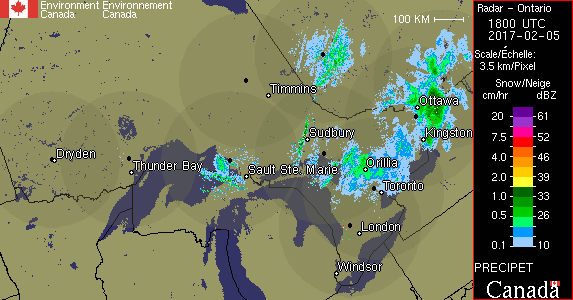 Environment Environnement
Canada Canada
100 KM
Timmins
Ottawa
Sudbury
Kingston
Dryden
Thunder Bay
Sault Ste. Marie
Orillia
Toronto
London
Windsor
Radar - Ontario
1800 UTC
2017-02-05
Scale/Échelle:
3.5 km/Pixel
Snow/Neige
cm/hr dBZ
20 61
7.5 52
4.0 46
2.0 39
1.0 33
0.5 26
0.1 10
PRECIPET
Canada